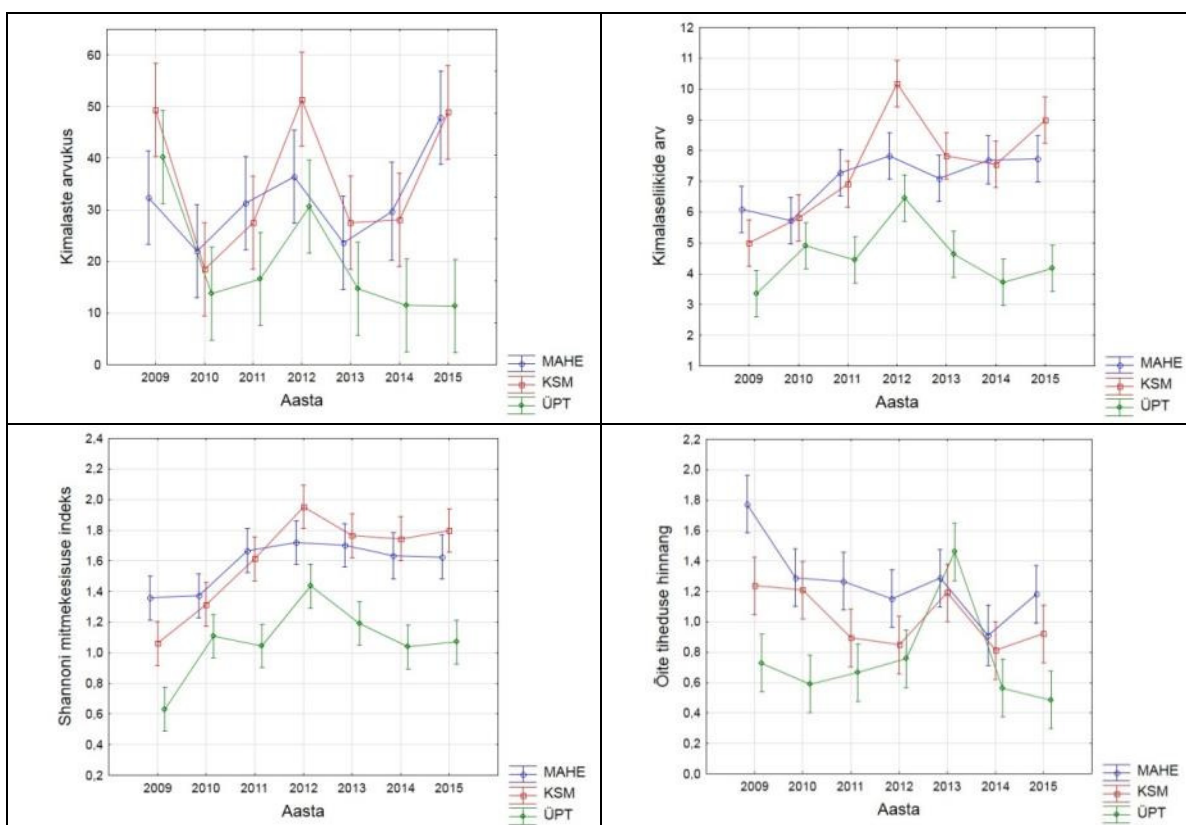 Kimalaste arvukus
60
50
40
30
20
10
0
2009 2010 2011 2012 2013 2014 2015
Aasta
MAHE
KSM
ÜPT
Kimalaseliikide arv
12
11
10
9
8
7
6
5
4
3
2
1
2009 2010 2011 2012 2013 2014 2015
Aasta
MAHE
KSM
ÜPT
Shannoni mitmekesisuse indeks
2,4
2,2
2,0
1,8
1,6
1,4
1,2
1,0
0,8
0,6
0,4
0,2
2009 2010 2011 2012 2013 2014 2015
Aasta
MAHE
KSM
ÜPT
Õite tiheduse hinnang
2,2
2,0
1,8
1,6
1,4
1,2
1,0
0,8
0,6
0,4
0,2
0,0
2009 2010 2011 2012 2013 2014 2015
Aasta
MAHE
KSM
ÜPT